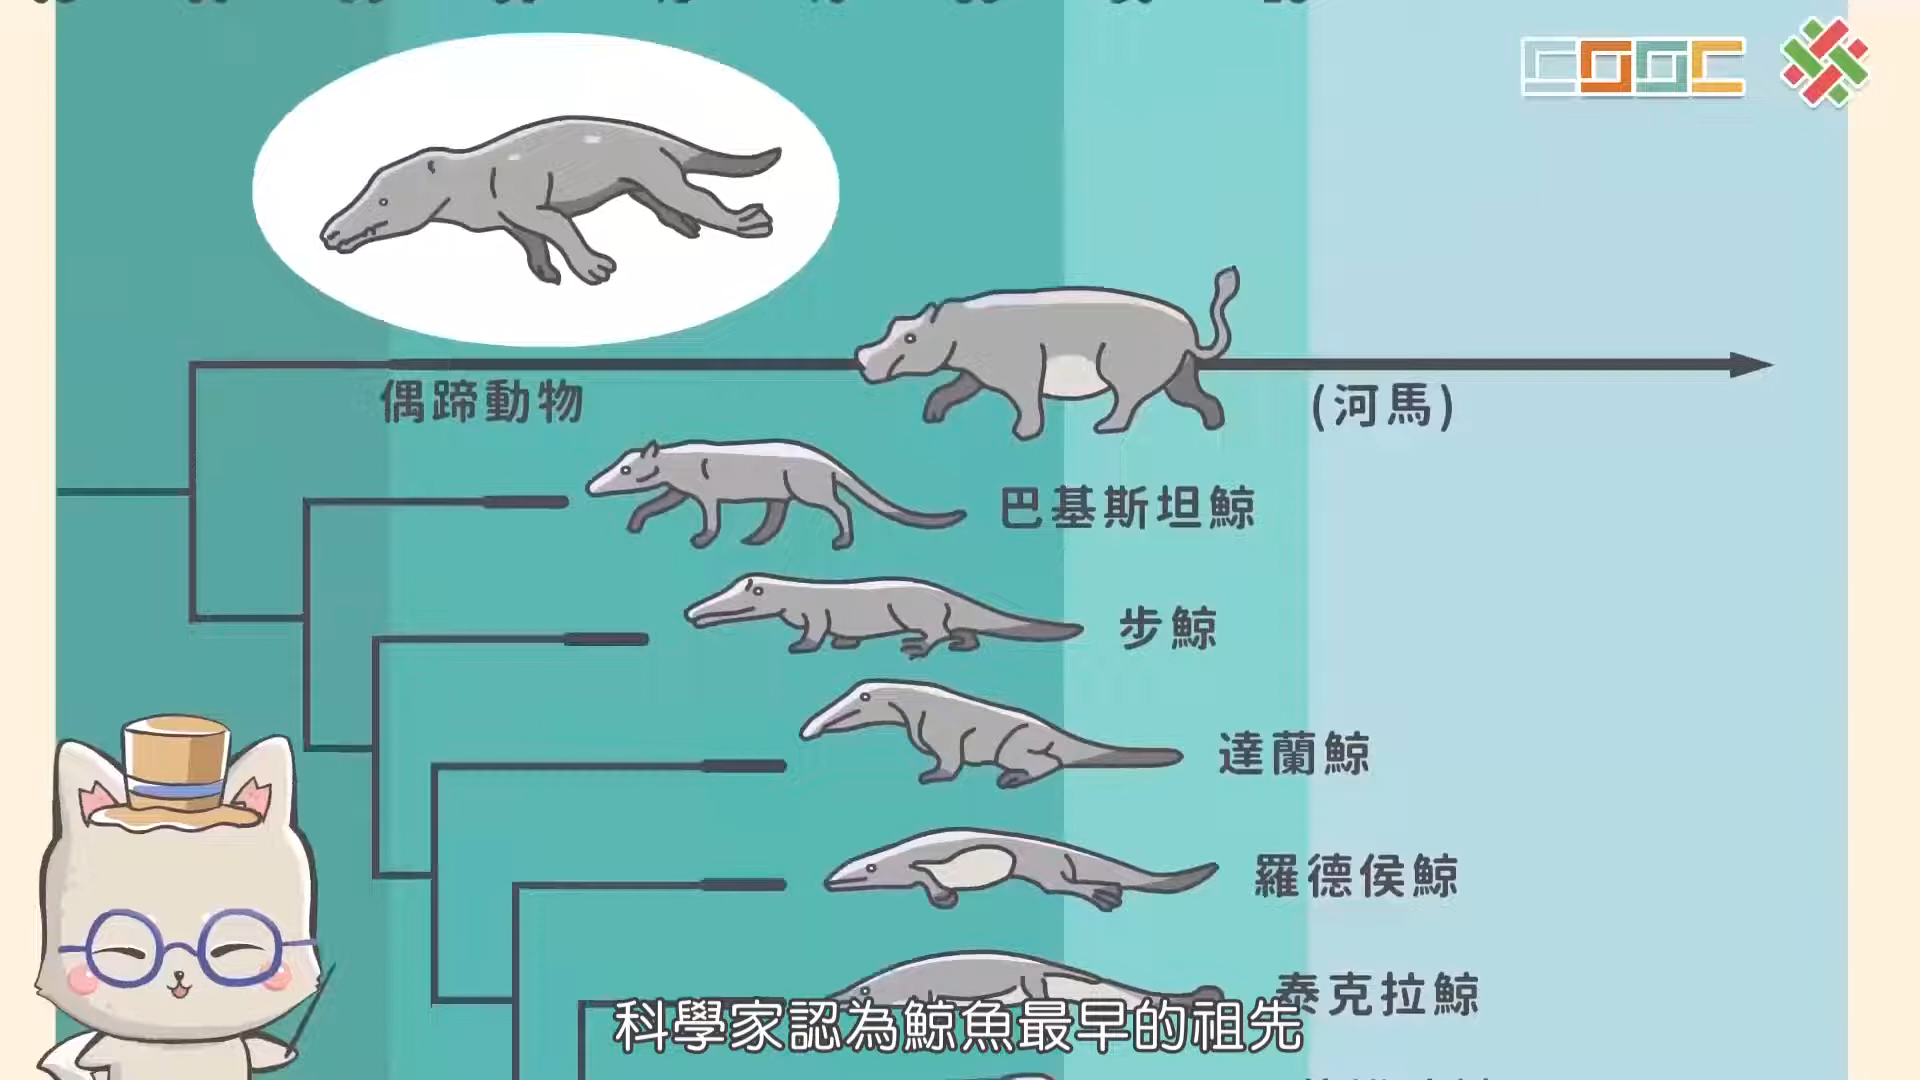 COOC
偶蹄動物
(河馬)
巴基斯坦鯨
步鯨
達蘭鯨
羅德侯鯨
泰克拉鯨
科學家認為鯨魚最早的祖先